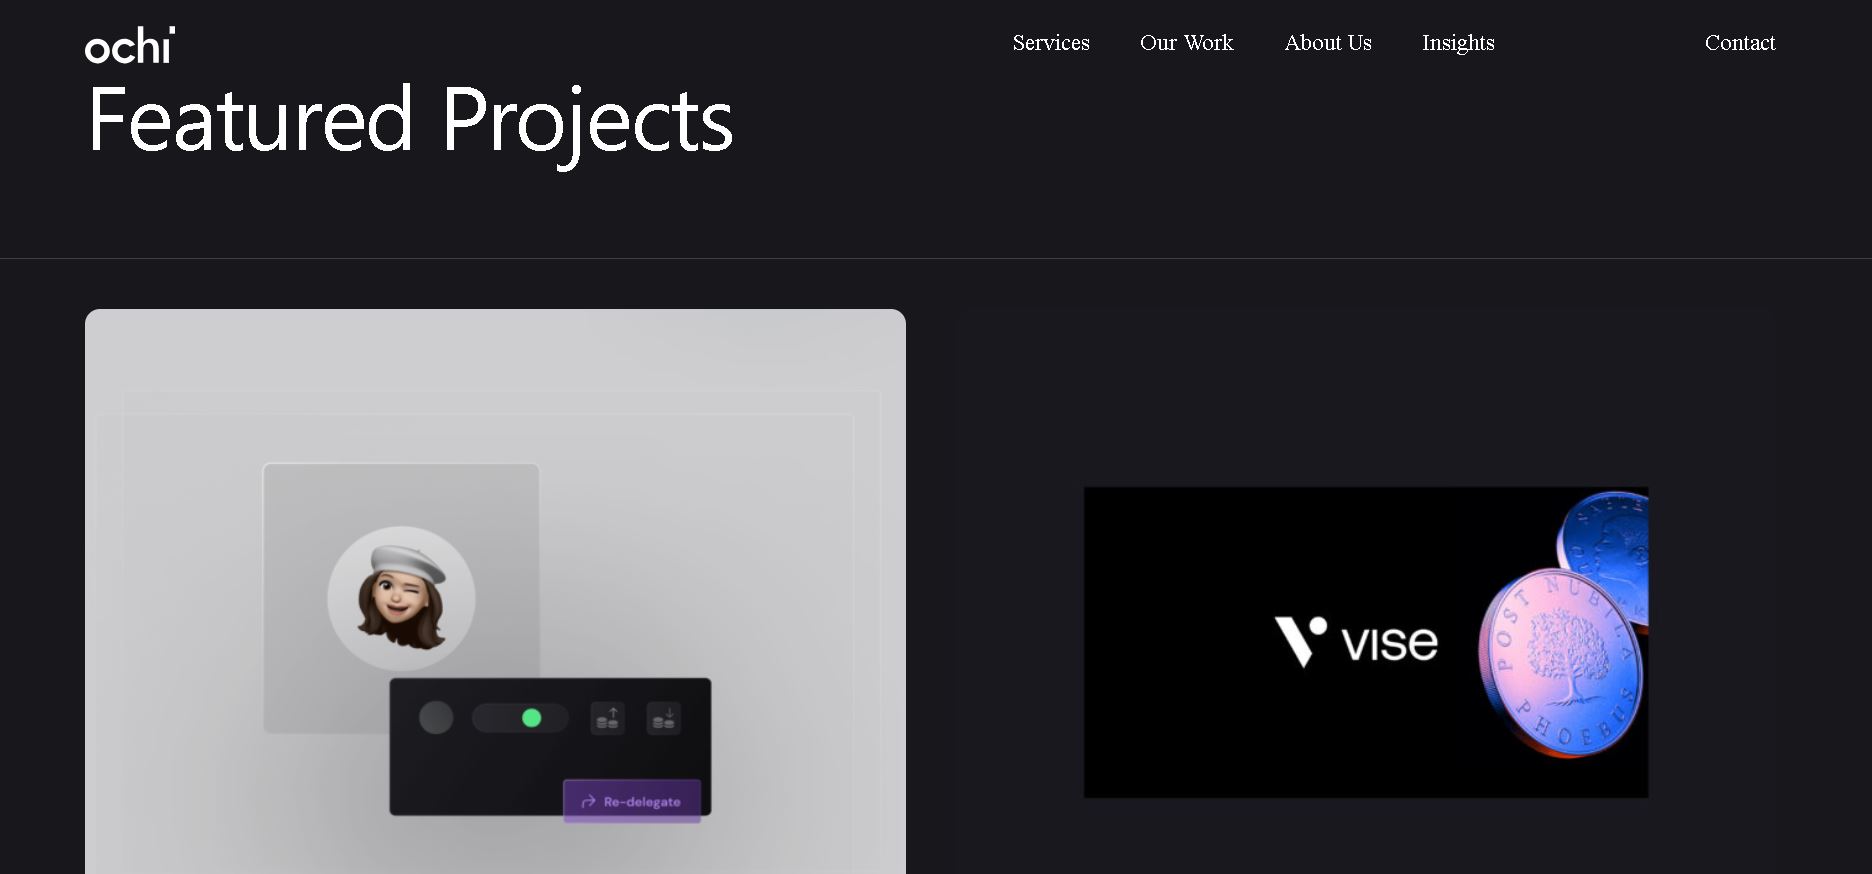 ochi
Services
Our Work
About Us
Insights
Contact
Featured Projects
vise
POST NUBILA PHOEBUS
Re-delegate